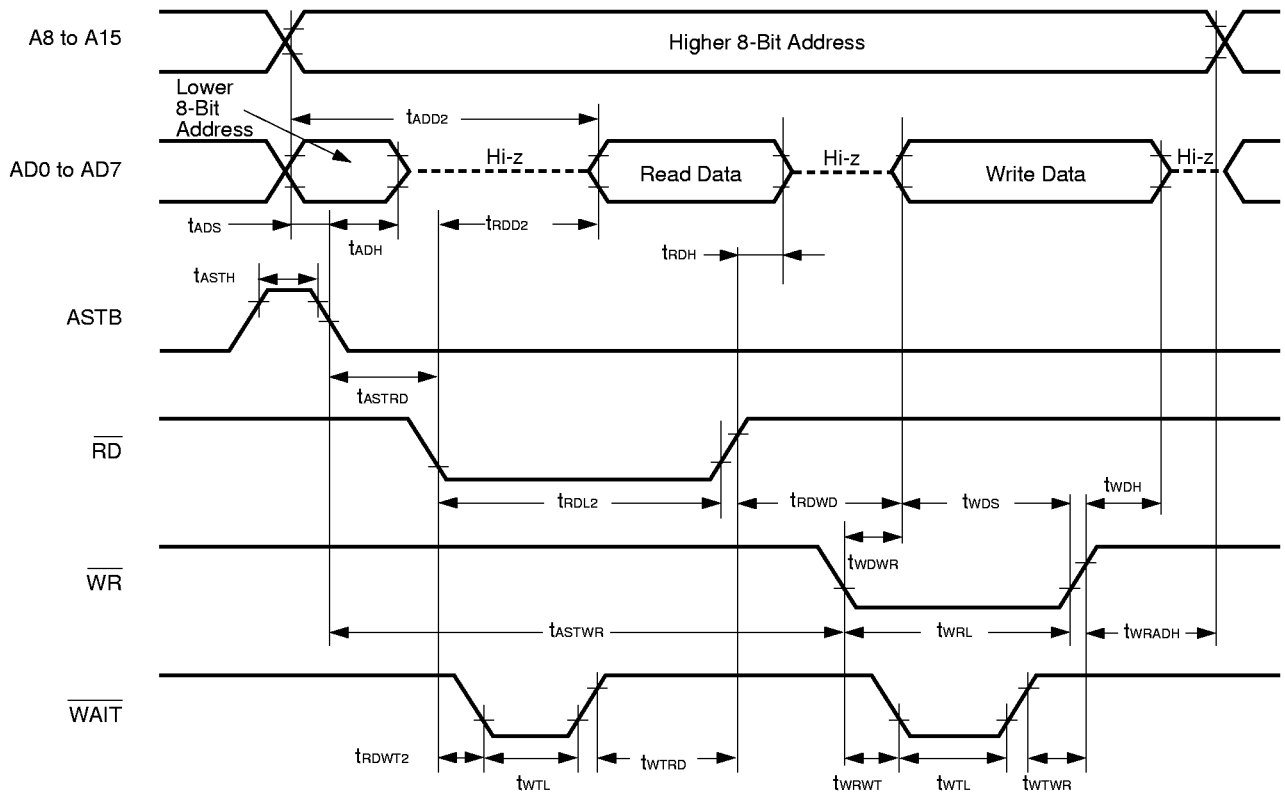 A8 to A15
Higher 8-Bit Address
Lower
8-Bit
Address
tADD2
AD0 to AD7
Hi-z
Read Data
Hi-z
Write Data
Hi-z
tADS
tADH
tRDD2
tRDH
tASTH
ASTB
tASTRD
RD
tRDL2
tRDWD
tWDS
tWDH
tWDWR
WR
tASTWR
tWRL
tWRADH
WAIT
tRDWT2
tWTL
tWTRD
tWRWT
tWTL
tWTWR